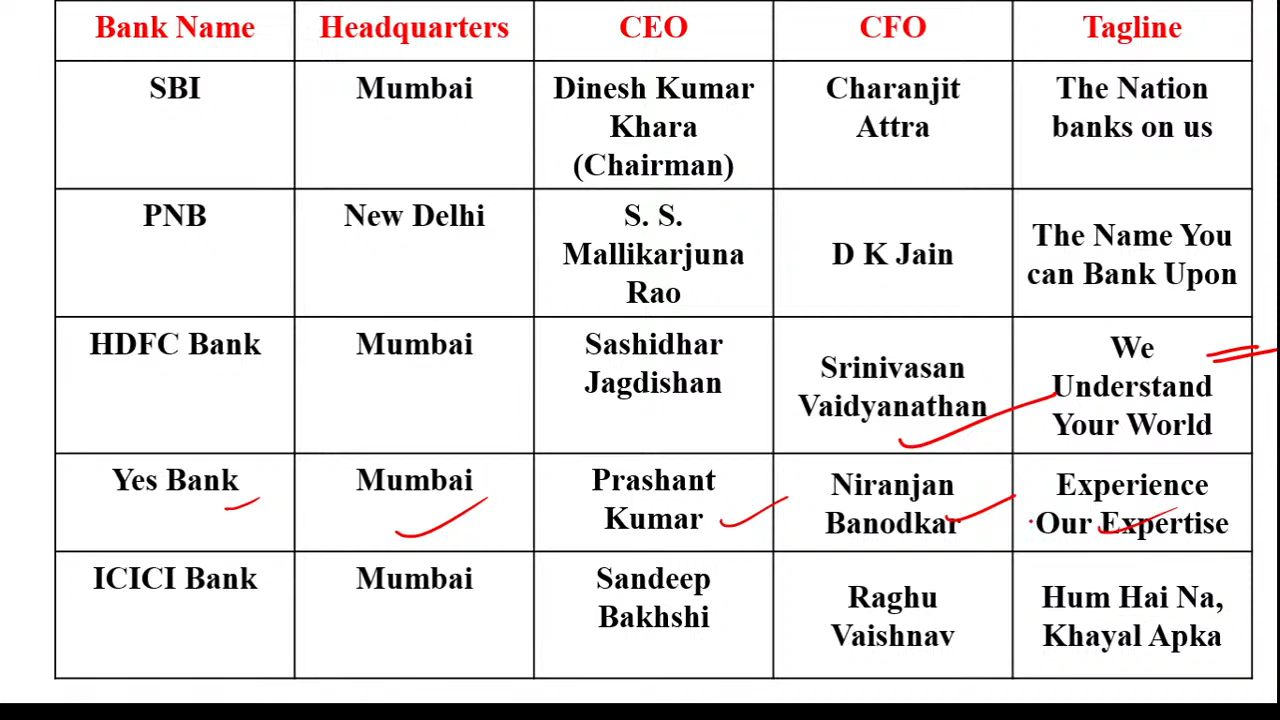 Bank Name Headquarters CEO CFO Tagline
SBI Mumbai Dinesh Kumar Khara (Chairman) Charanjit Attra The Nation banks on us
PNB New Delhi S. S. Mallikarjuna Rao D K Jain The Name You can Bank Upon
HDFC Bank Mumbai Sashidhar Jagdishan Srinivasan Vaidyanathan We Understand Your World
Yes Bank Mumbai Prashant Kumar Niranjan Banodkar Experience Our Expertise
ICICI Bank Mumbai Sandeep Bakhshi Raghu Vaishnav Hum Hai Na, Khayal Apka